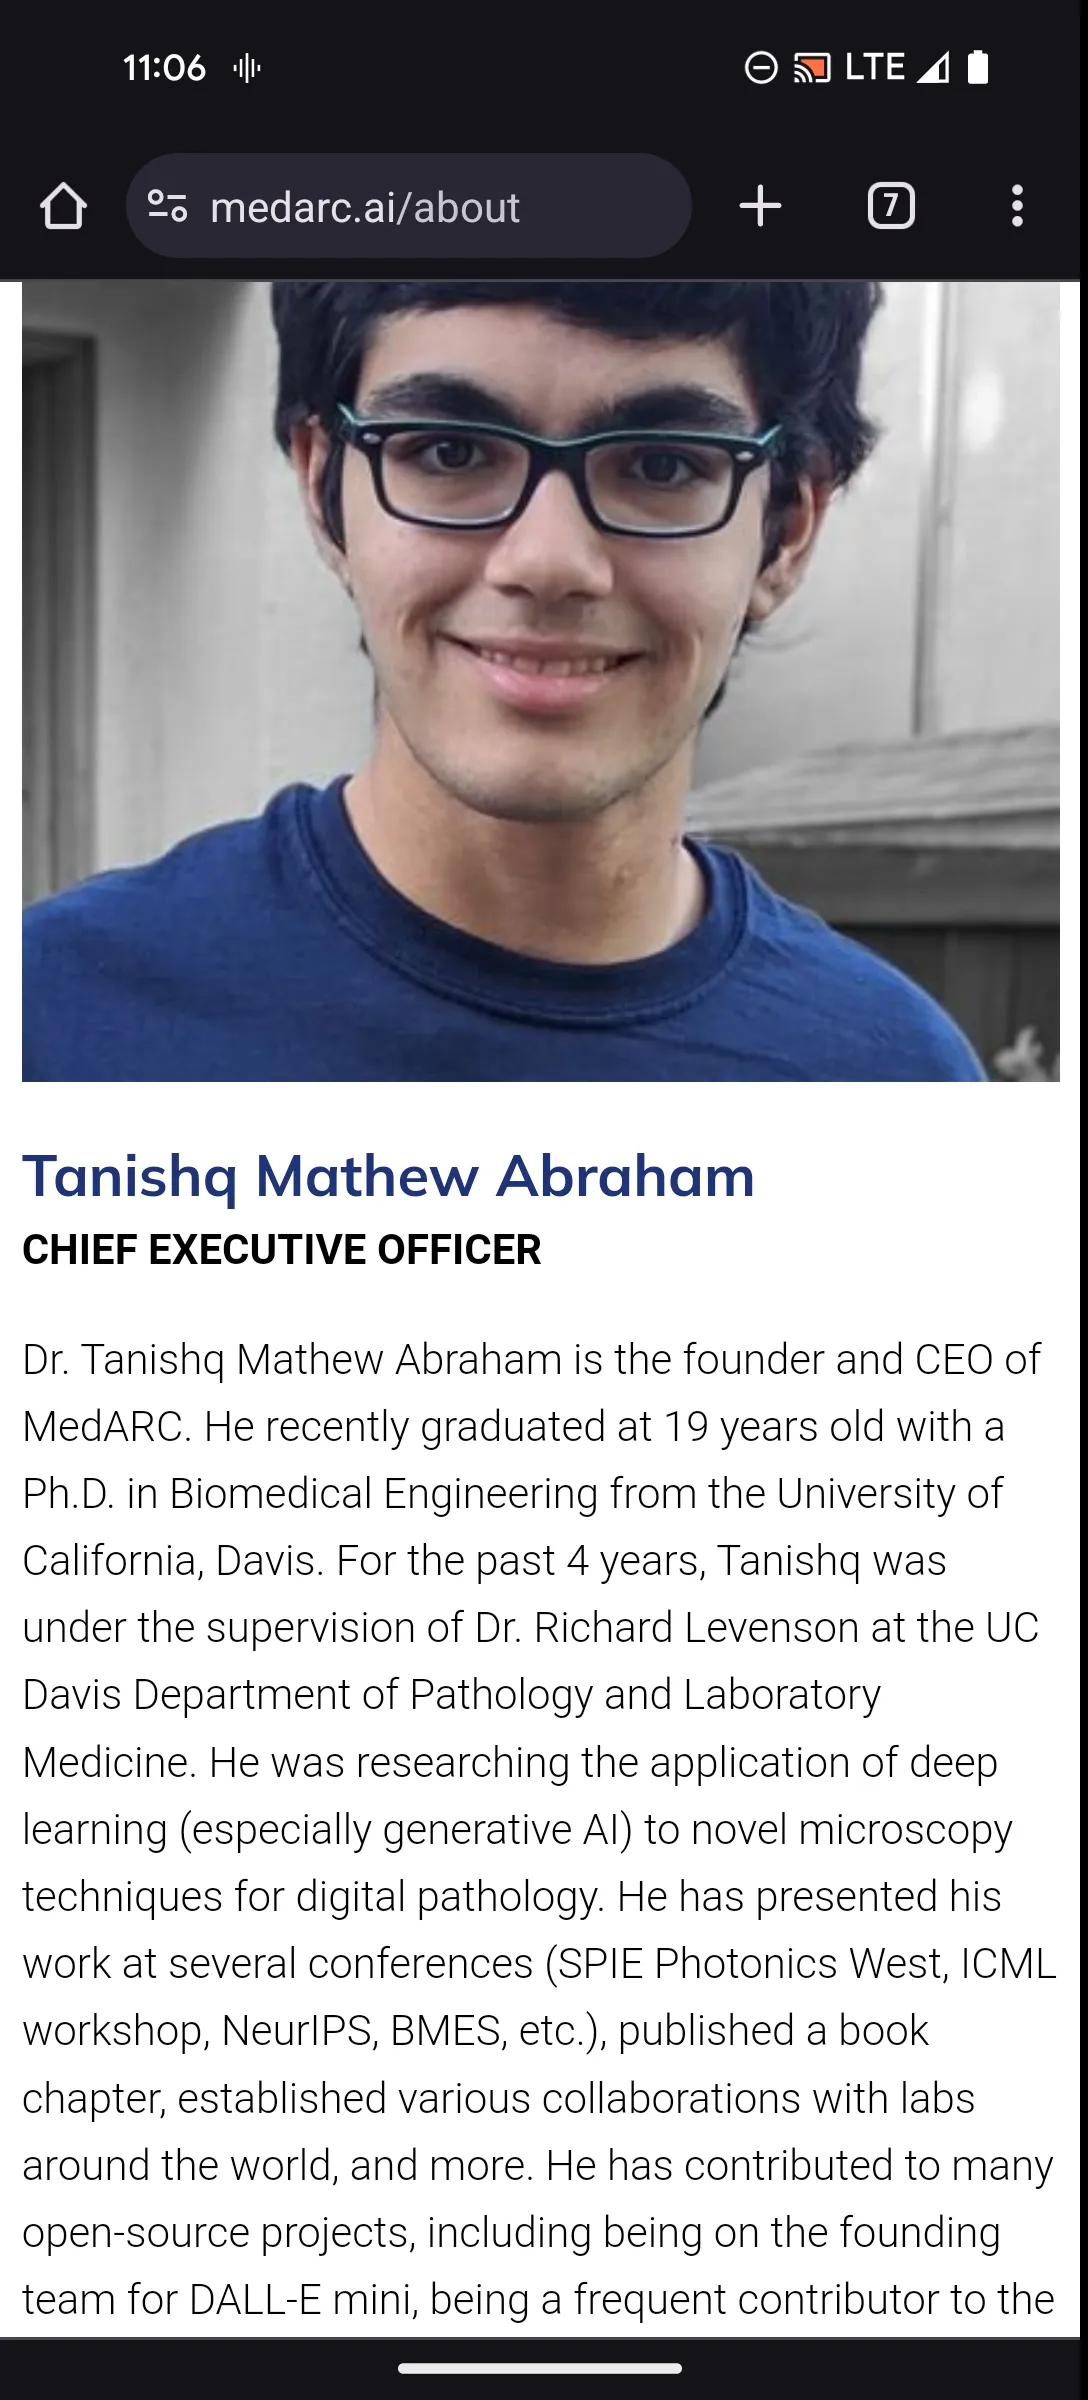 11:06 LTE
medarc.ai/about 7
Tanishq Mathew Abraham
CHIEF EXECUTIVE OFFICER
Dr. Tanishq Mathew Abraham is the founder and CEO of
MedARC. He recently graduated at 19 years old with a
Ph.D. in Biomedical Engineering from the University of
California, Davis. For the past 4 years, Tanishq was
under the supervision of Dr. Richard Levenson at the UC
Davis Department of Pathology and Laboratory
Medicine. He was researching the application of deep
learning (especially generative AI) to novel microscopy
techniques for digital pathology. He has presented his
work at several conferences (SPIE Photonics West, ICML
workshop, NeurIPS, BMES, etc.), published a book
chapter, established various collaborations with labs
around the world, and more. He has contributed to many
open-source projects, including being on the founding
team for DALL-E mini, being a frequent contributor to the